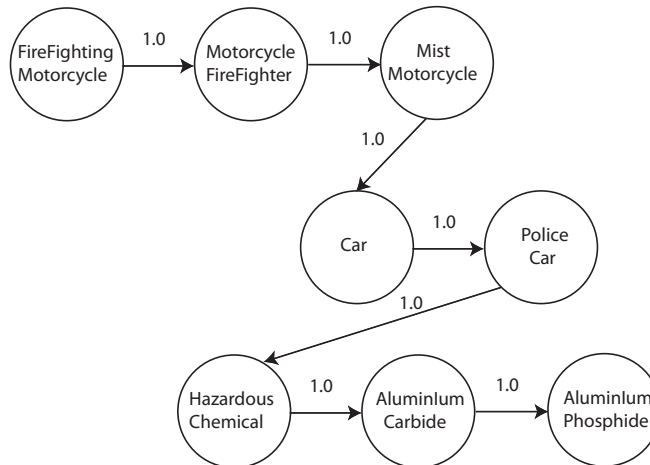 FireFighting
Motorcycle
1.0
Motorcycle
FireFighter
1.0
Mist
Motorcycle
1.0
Car
1.0
Police
Car
1.0
Hazardous
Chemical
1.0
AluminIum
Carbide
1.0
AluminIum
Phosphide